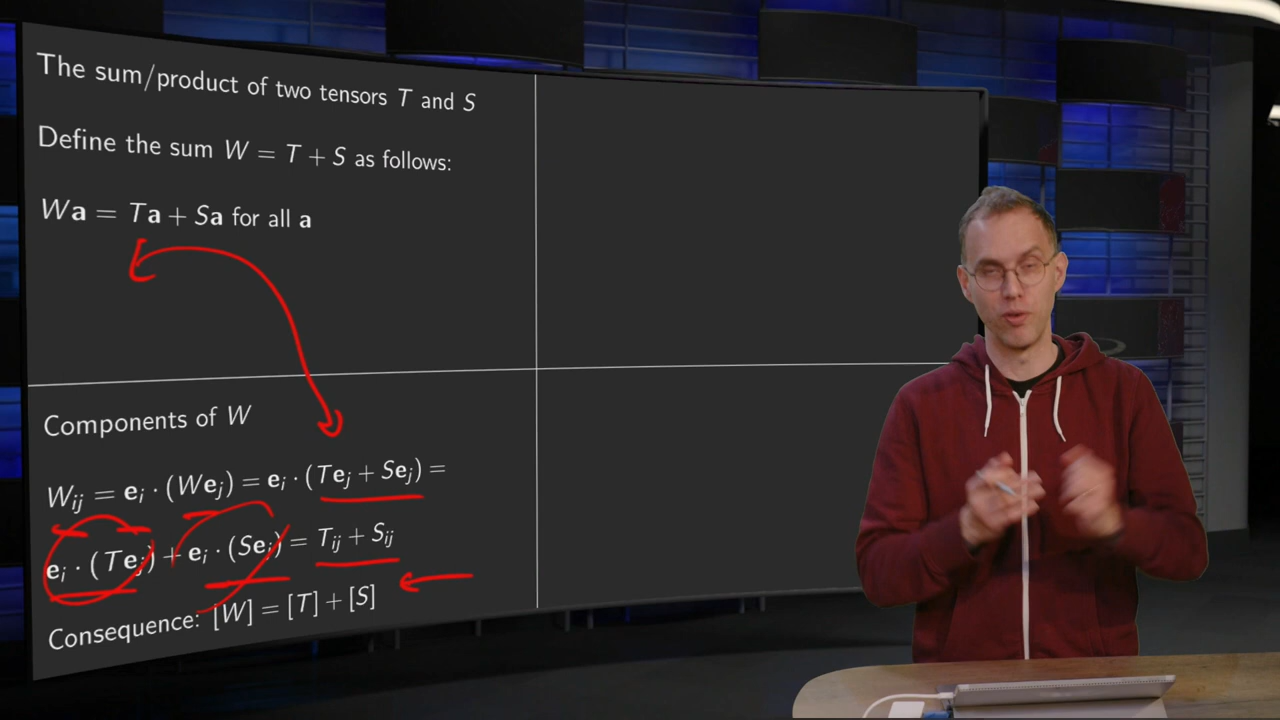 The sum/product of two tensors T and S
Define the sum W = T + S as follows:
Wa = Ta + Sa for all a
Components of W
W_ij = e_i · (We_j) = e_i · (Te_j + Se_j) =
e_i · (Te_j) + e_i · (Se_j) = T_ij + S_ij
Consequence: [W] = [T] + [S]